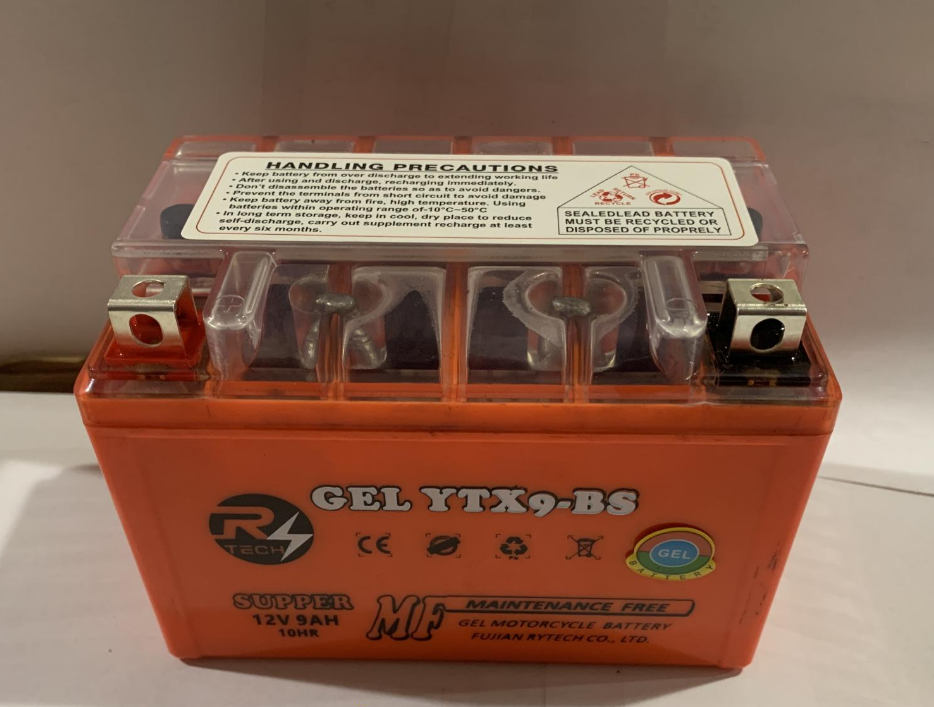 HANDLING PRECAUTIONS
• Keep battery from over discharge to extending working life
• After using and discharge, recharging immediately.
• Don't disassemble the batteries so as to avoid dangers.
• Prevent the terminals from short circuit to avoid damage
• Keep battery away from fire, high temperature. Using
batteries within operating range of-10°C~50°C
• In long term storage, keep in cool, dry place to reduce
self-discharge, carry out supplement recharge at least
every six months.
RECYCLE
SEALEDLEAD BATTERY
MUST BE RECYCLED OR
DISPOSED OF PROPRELY
GEL YTX9-BS
R
TECH
CE
GEL
BATTERY
SUPPER
12V 9AH
10HR
MF
MAINTENANCE FREE
GEL MOTORCYCLE BATTERY
FUJIAN RYTECH CO., LTD.